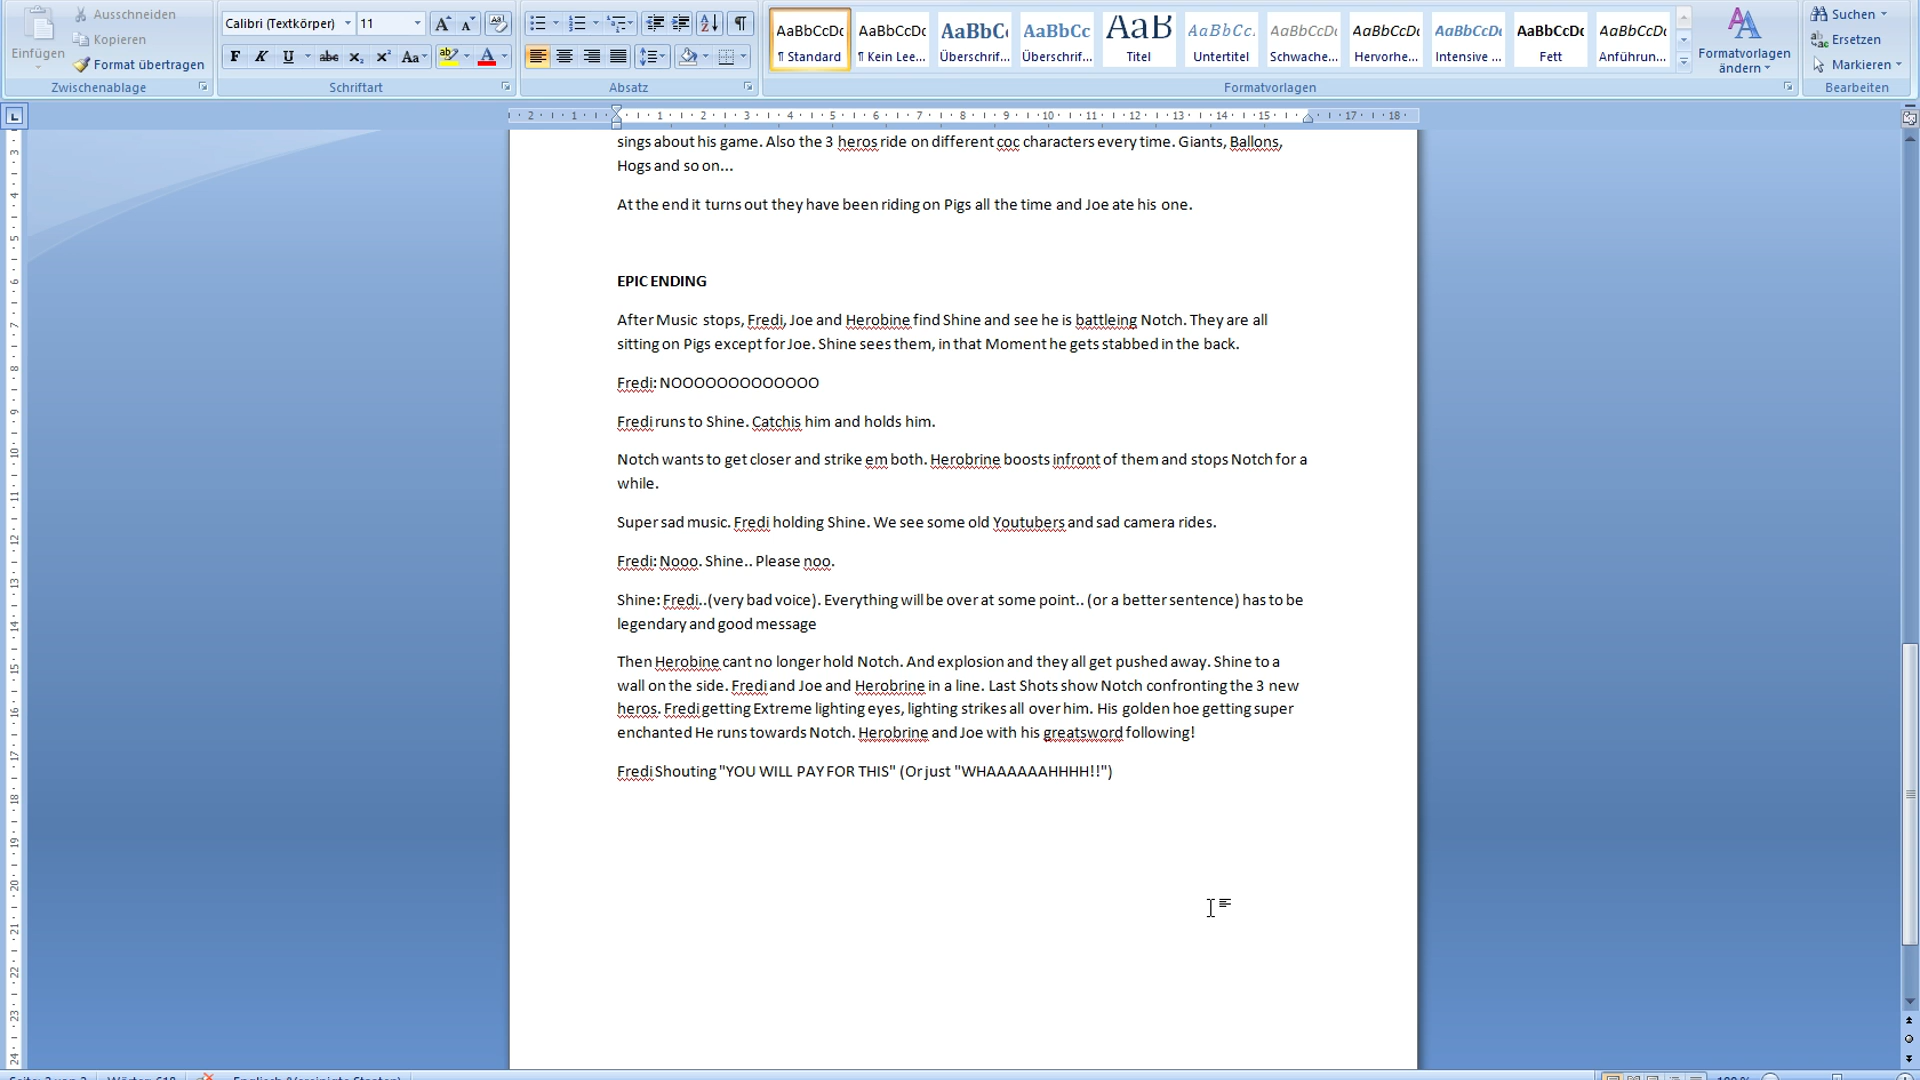 Einfügen
Ausschneiden
Kopieren
Format übertragen
Zwischenablage
Calibri (Textkörper)
11
F K U abc x₂ x² Aa
Schriftart
Absatz
AaBbCcDc AaBbCcDc AaBbC AaBbCc AaB AaBbCc. AaBbCcDc AaBbCcDc AaBbCcDc AaBbCcDc AaBbCcDc
¶ Standard ¶ Kein Lee... Überschrif... Überschrif... Titel Untertitel Schwache... Hervorhe... Intensive ... Fett Anführun...
Formatvorlagen
Formatvorlagen
ändern
Suchen
Ersetzen
Markieren
Bearbeiten
sings about his game. Also the 3 heros ride on different coc characters every time. Giants, Ballons,
Hogs and so on...
At the end it turns out they have been riding on Pigs all the time and Joe ate his one.
EPIC ENDING
After Music stops, Fredi, Joe and Herobine find Shine and see he is battleing Notch. They are all
sitting on Pigs except for Joe. Shine sees them, in that Moment he gets stabbed in the back.
Fredi: NOOOOOOOOOOOOO
Fredi runs to Shine. Catchis him and holds him.
Notch wants to get closer and strike em both. Herobrine boosts infront of them and stops Notch for a
while.
Super sad music. Fredi holding Shine. We see some old Youtubers and sad camera rides.
Fredi: Nooo. Shine.. Please noo.
Shine: Fredi..(very bad voice). Everything will be over at some point.. (or a better sentence) has to be
legendary and good message
Then Herobine cant no longer hold Notch. And explosion and they all get pushed away. Shine to a
wall on the side. Fredi and Joe and Herobrine in a line. Last Shots show Notch confronting the 3 new
heros. Fredi getting Extreme lighting eyes, lighting strikes all over him. His golden hoe getting super
enchanted He runs towards Notch. Herobrine and Joe with his greatsword following!
Fredi Shouting "YOU WILL PAY FOR THIS" (Or just "WHAAAAAAHHHH!!")